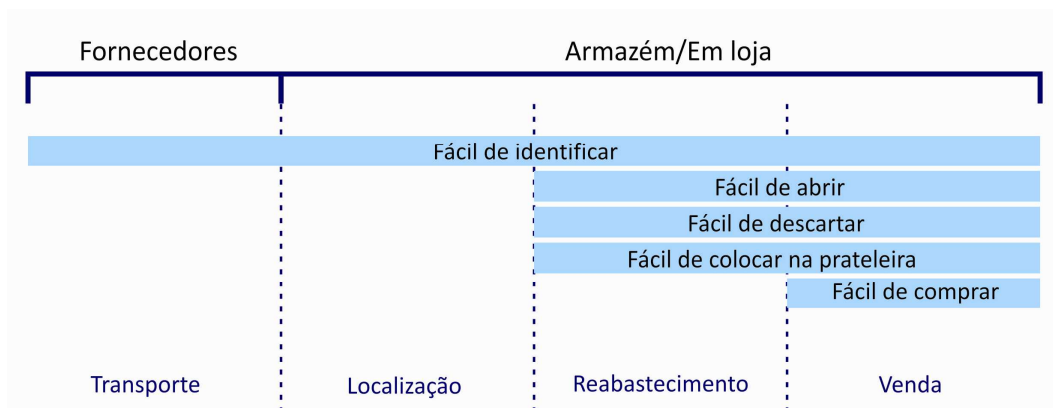 Fornecedores
Armazém/Em loja
Fácil de identificar
Fácil de abrir
Fácil de descartar
Fácil de colocar na prateleira
Fácil de comprar
Transporte
Localização
Reabastecimento
Venda